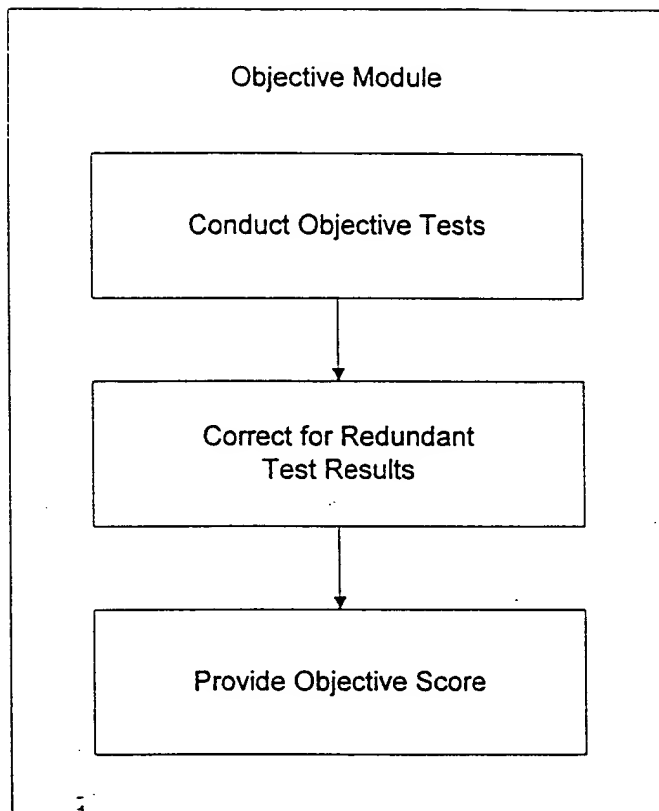 Objective Module
Conduct Objective Tests
Correct for Redundant
Test Results
Provide Objective Score